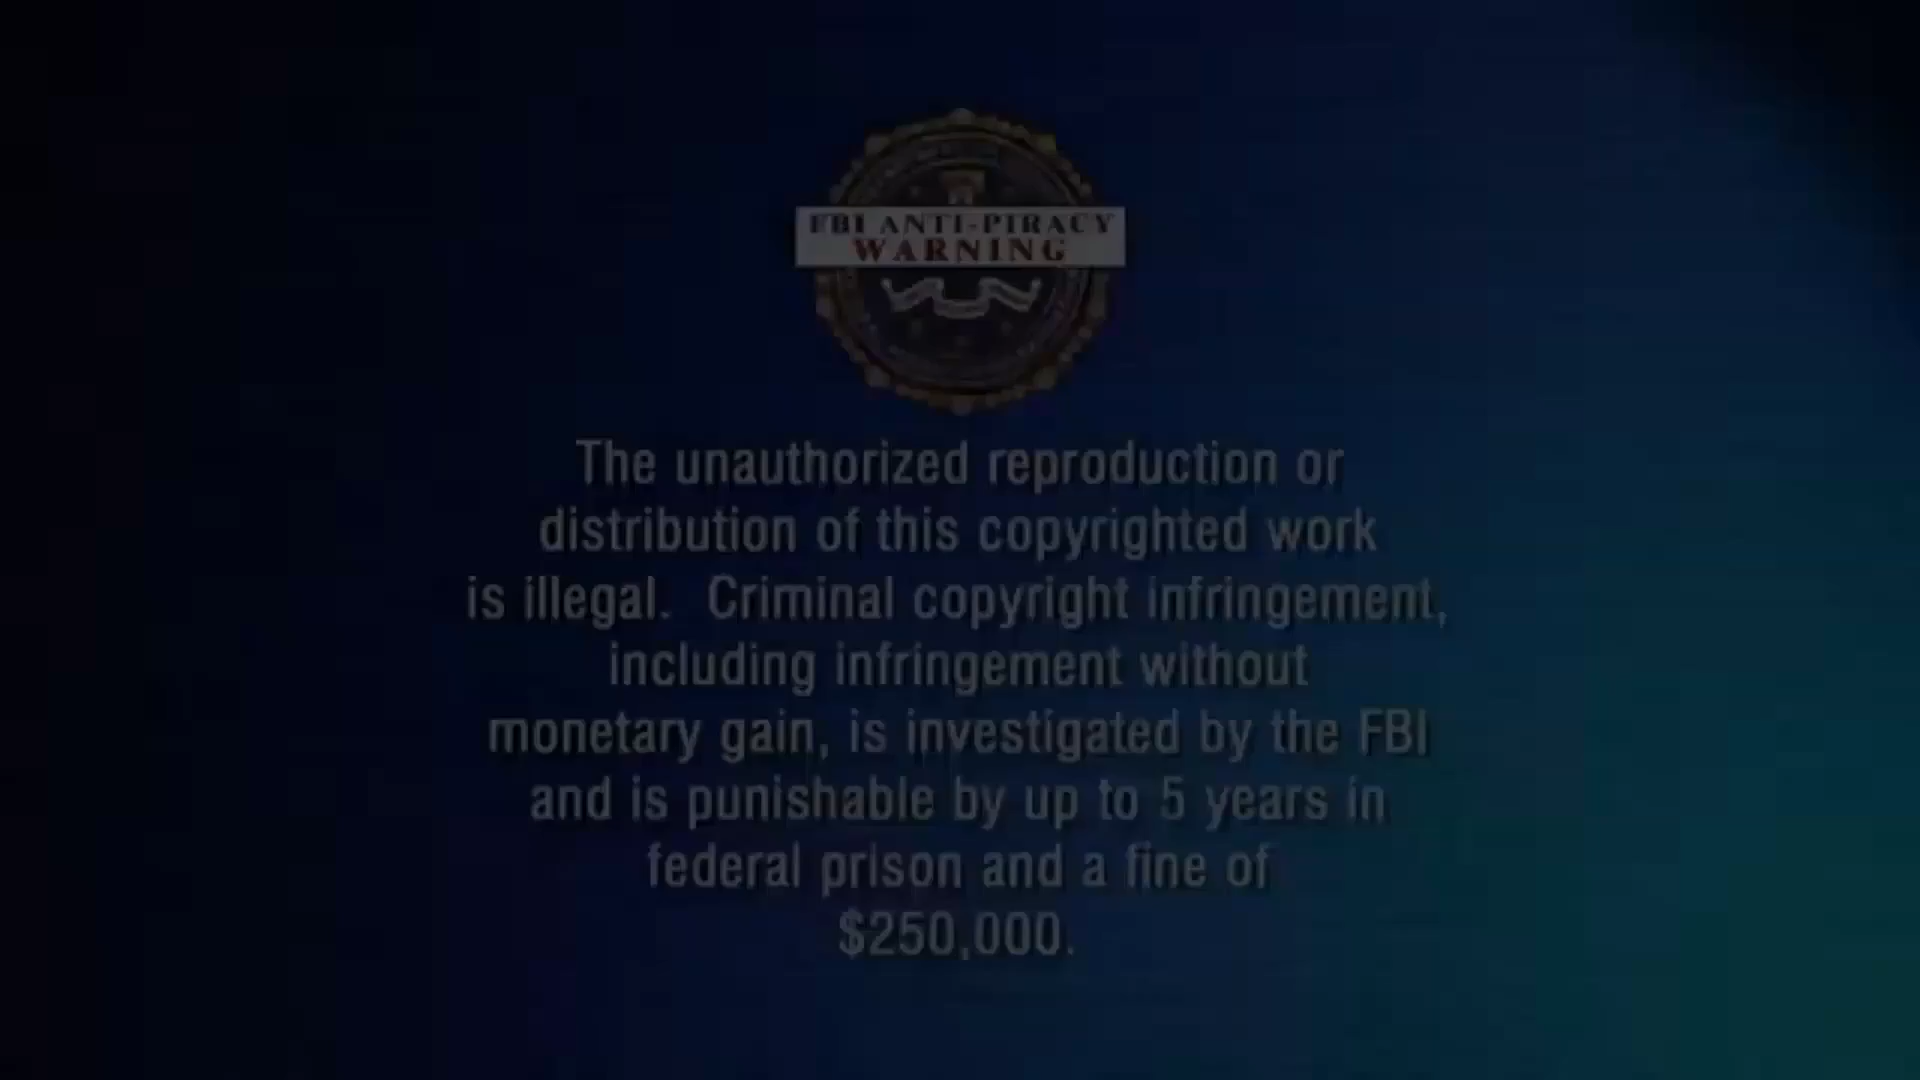 FBI ANTI-PIRACY
WARNING
The unauthorized reproduction or
distribution of this copyrighted work
is illegal.  Criminal copyright infringement,
including infringement without
monetary gain, is investigated by the FBI
and is punishable by up to 5 years in
federal prison and a fine of
$250,000.